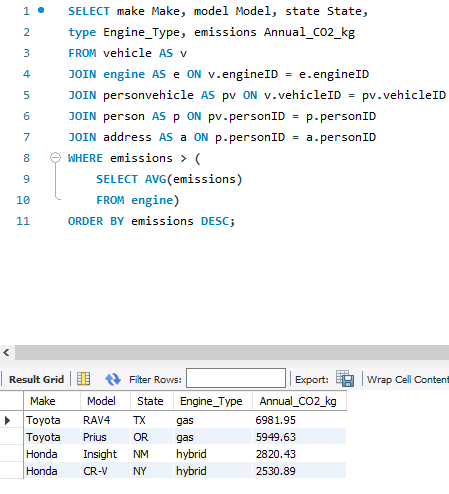 1 SELECT make Make, model Model, state State,
2 type Engine_Type, emissions Annual_CO2_kg
3 FROM vehicle AS v
4 JOIN engine AS e ON v.engineID = e.engineID
5 JOIN personvehicle AS pv ON v.vehicleID = pv.vehicleID
6 JOIN person AS p ON pv.personID = p.personID
7 JOIN address AS a ON p.personID = a.personID
8 WHERE emissions > (
9 SELECT AVG(emissions)
10 FROM engine)
11 ORDER BY emissions DESC;
Result Grid Filter Rows: Export: Wrap Cell Content
Make Model State Engine_Type Annual_CO2_kg
Toyota RAV4 TX gas 6981.95
Toyota Prius OR gas 5949.63
Honda Insight NM hybrid 2820.43
Honda CR-V NY hybrid 2530.89